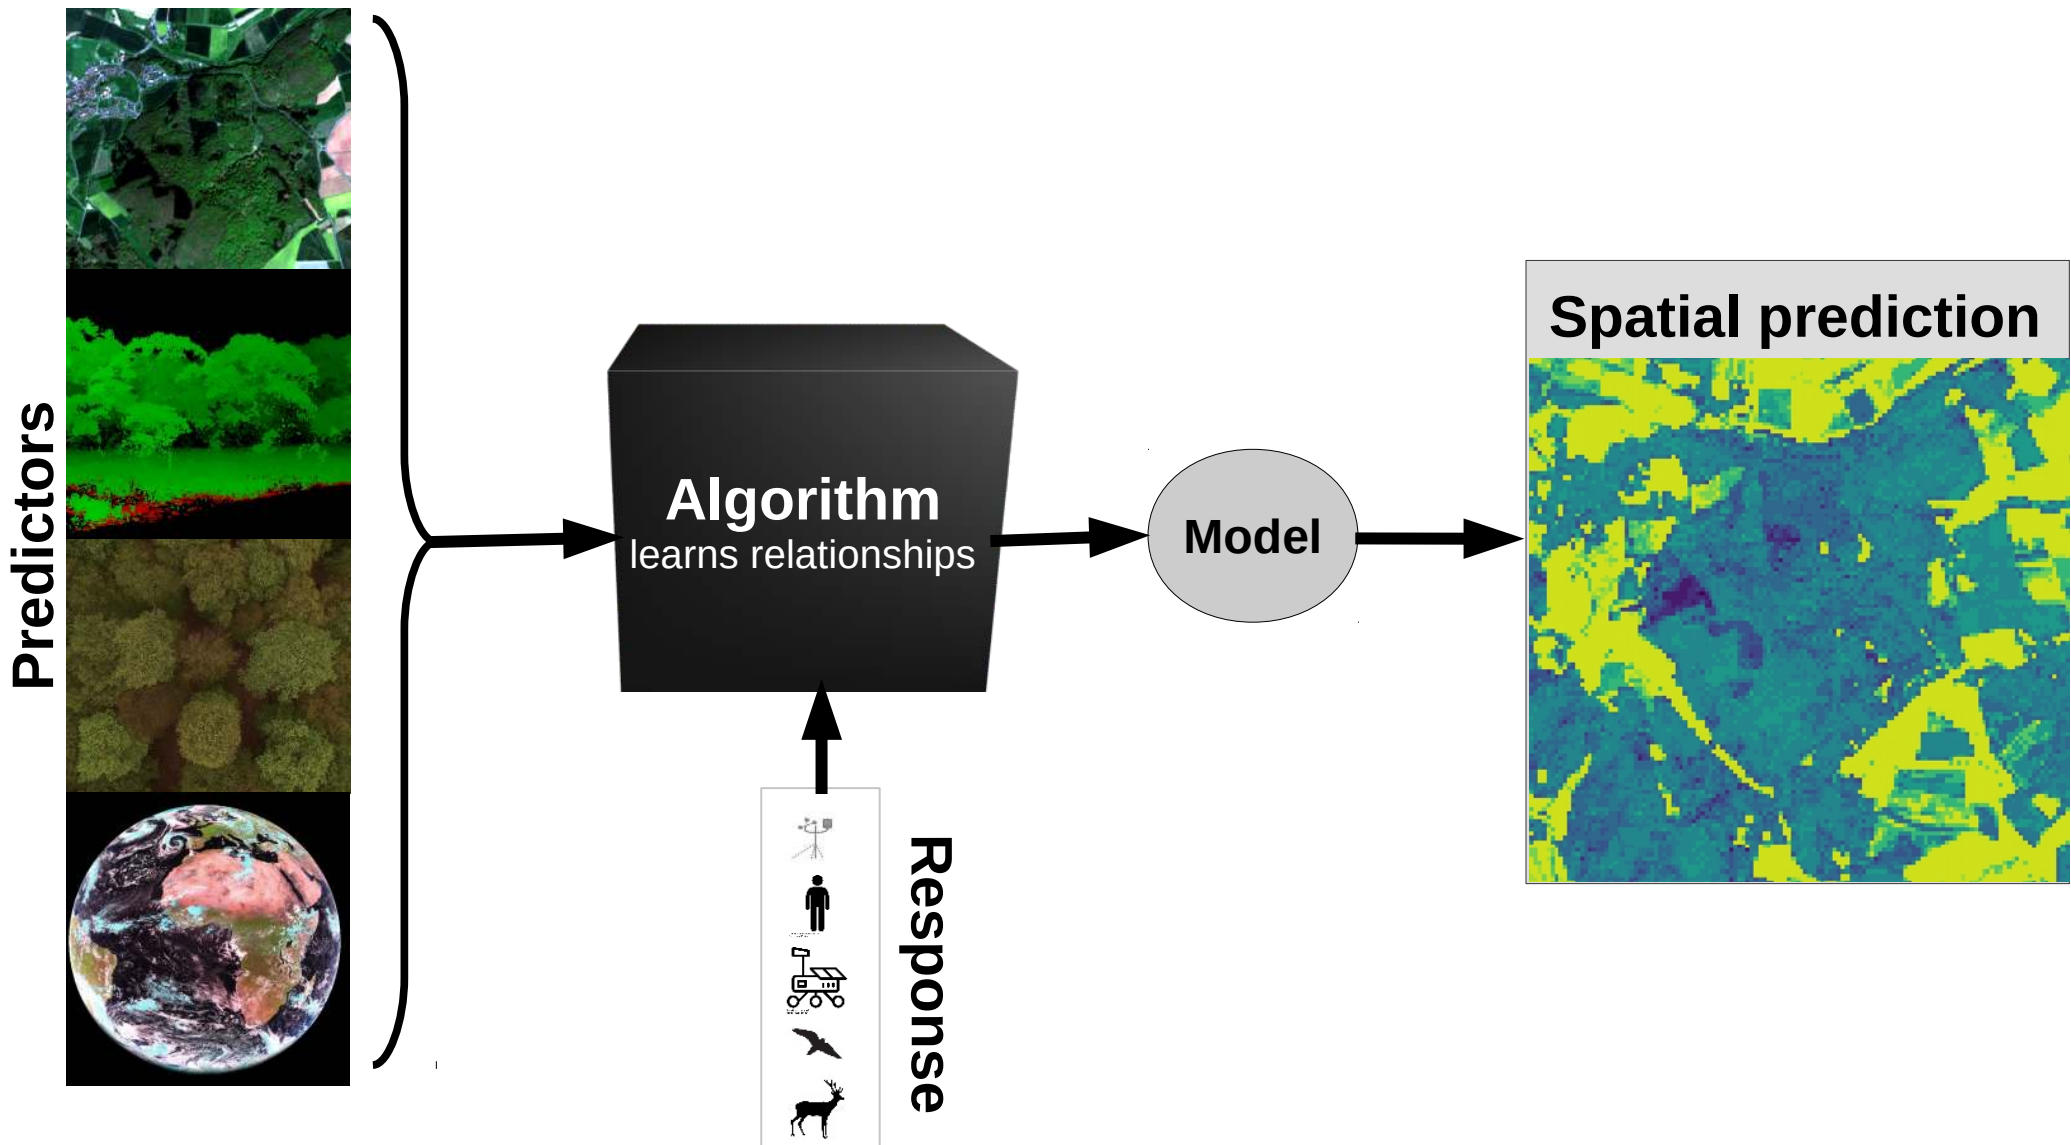 Predictors
Algorithm
learns relationships
Response
Model
Spatial prediction